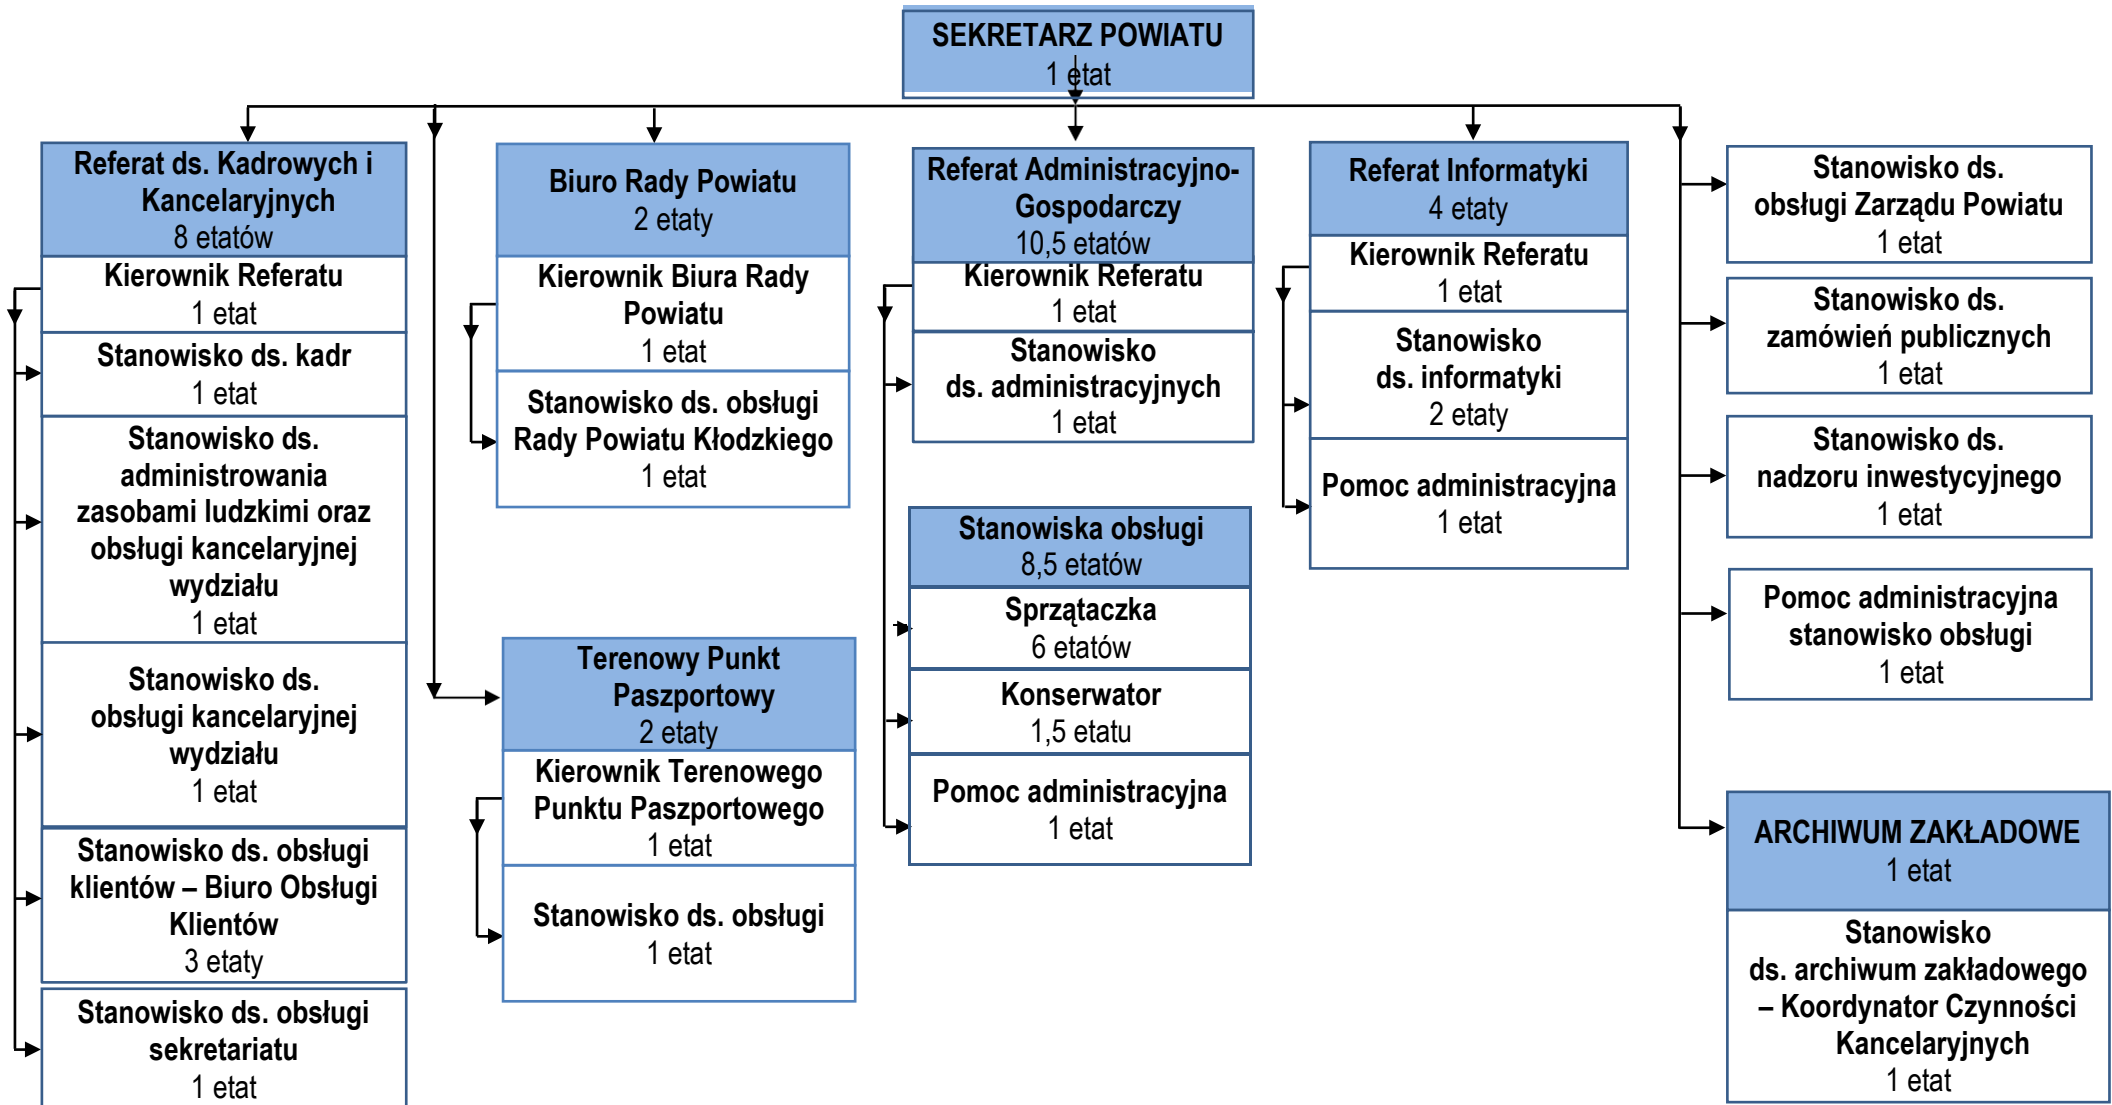 SEKRETARZ POWIATU
1 etat
Referat ds. Kadrowych i
Kancelaryjnych
8 etatów
Kierownik Referatu
1 etat
Stanowisko ds. kadr
1 etat
Stanowisko ds.
administrowania
zasobami ludzkimi oraz
obsługi kancelaryjnej
wydziału
1 etat
Stanowisko ds.
obsługi kancelaryjnej
wydziału
1 etat
Stanowisko ds. obsługi
klientów – Biuro Obsługi
Klientów
3 etaty
Stanowisko ds. obsługi
sekretariatu
1 etat
Biuro Rady Powiatu
2 etaty
Kierownik Biura Rady
Powiatu
1 etat
Stanowisko ds. obsługi
Rady Powiatu Kłodzkiego
1 etat
Terenowy Punkt
Paszportowy
2 etaty
Kierownik Terenowego
Punktu Paszportowego
1 etat
Stanowisko ds. obsługi
1 etat
Referat Administracyjno-
Gospodarczy
10,5 etatów
Kierownik Referatu
1 etat
Stanowisko
ds. administracyjnych
1 etat
Stanowiska obsługi
8,5 etatów
Sprzątaczka
6 etatów
Konserwator
1,5 etatu
Pomoc administracyjna
1 etat
Referat Informatyki
4 etaty
Kierownik Referatu
1 etat
Stanowisko
ds. informatyki
2 etaty
Pomoc administracyjna
1 etat
Stanowisko ds.
obsługi Zarządu Powiatu
1 etat
Stanowisko ds.
zamówień publicznych
1 etat
Stanowisko ds.
nadzoru inwestycyjnego
1 etat
Pomoc administracyjna
stanowisko obsługi
1 etat
ARCHIWUM ZAKŁADOWE
1 etat
Stanowisko
ds. archiwum zakładowego
– Koordynator Czynności
Kancelaryjnych
1 etat